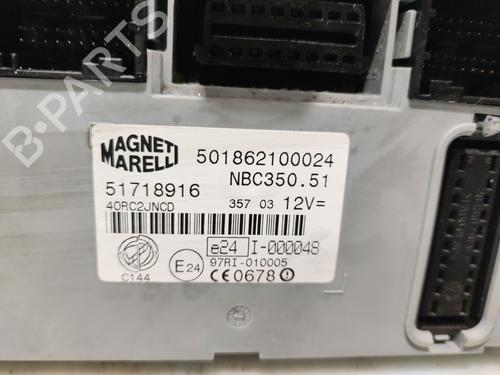 B-PARTS
MAGNETI MARELLI
501862100024
51718916
NBC350.51
40RC2JNCD
357 03 12V=
e24 I-000048
97RI-010005
C144
E24
CE0678